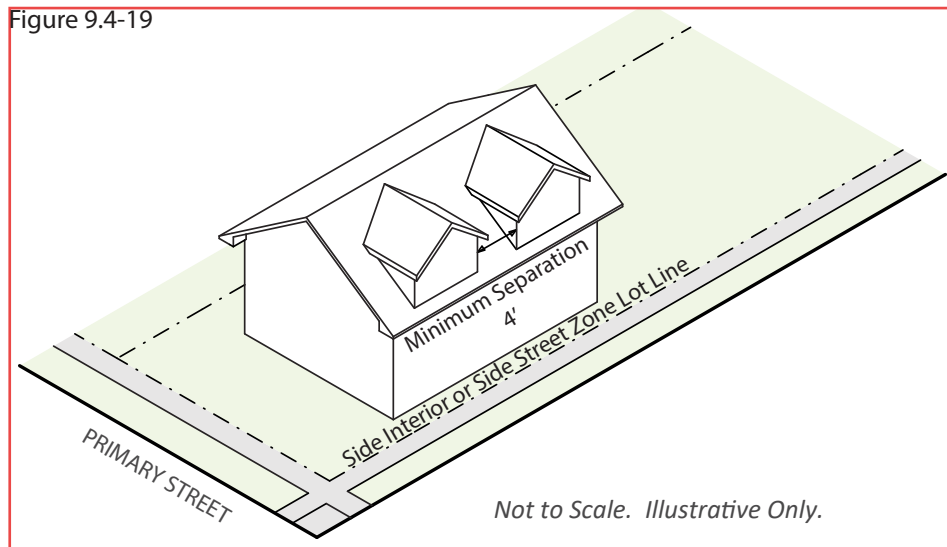 Figure 9.4-19
Minimum Separation
4'
Side Interior or Side Street Zone Lot Line
PRIMARY STREET
Not to Scale. Illustrative Only.